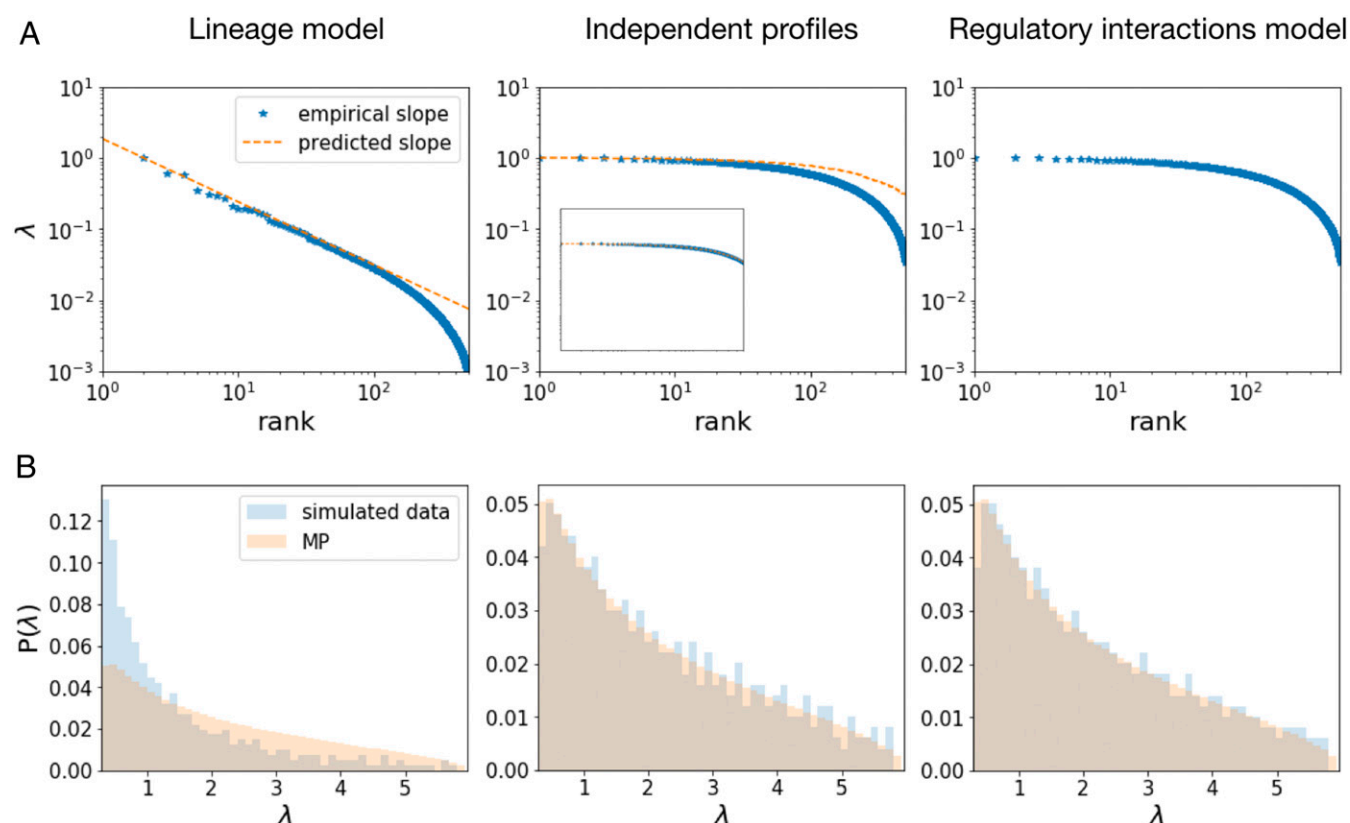 A
Lineage model
Independent profiles
Regulatory interactions model
10¹
10⁰
10⁻¹
10⁻²
10⁻³
λ
empirical slope
predicted slope
10⁰
10¹
10²
rank
10¹
10⁰
10⁻¹
10⁻²
10⁻³
10⁰
10¹
10²
rank
10¹
10⁰
10⁻¹
10⁻²
10⁻³
10⁰
10¹
10²
rank
B
P(λ)
0.12
0.10
0.08
0.06
0.04
0.02
0.00
simulated data
MP
1 2 3 4 5
λ
0.05
0.04
0.03
0.02
0.01
0.00
1 2 3 4 5
λ
0.05
0.04
0.03
0.02
0.01
0.00
1 2 3 4 5
λ